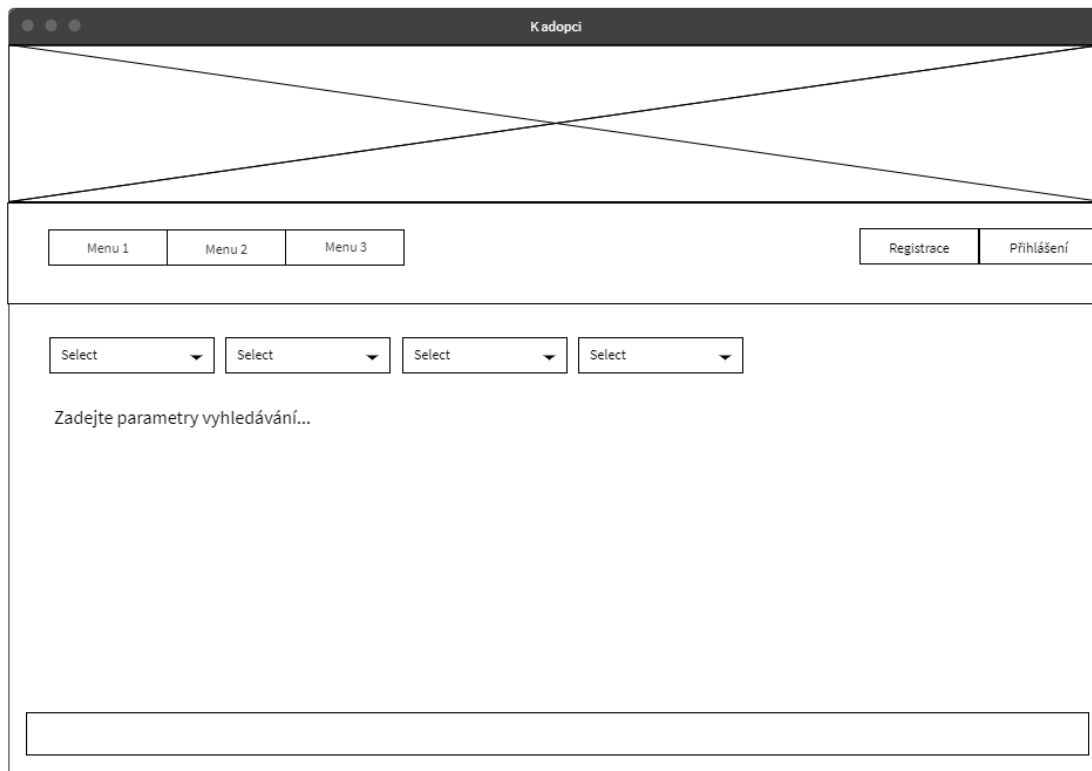 K adopci
Menu 1 Menu 2 Menu 3 Registrace Přihlášení
Select Select Select Select
Zadejte parametry vyhledávání...